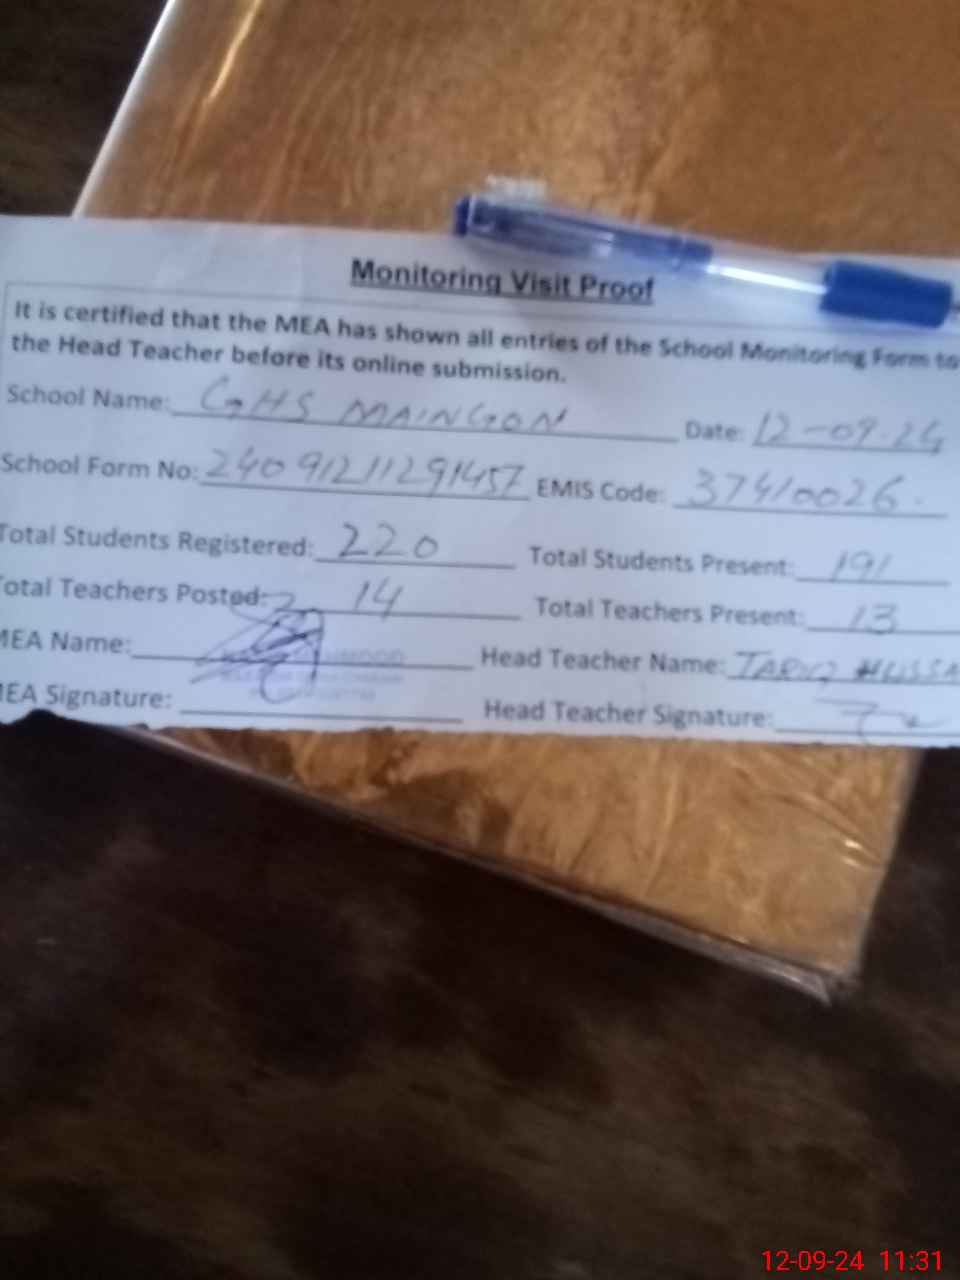 Monitoring Visit Proof
It is certified that the MEA has shown all entries of the School Monitoring Form to
the Head Teacher before its online submission.
School Name: GHS MAINGON Date: 12-09-24
School Form No: 24091211291457 EMIS Code: 37410026.
Total Students Registered: 220 Total Students Present: 191
Total Teachers Posted: 14 Total Teachers Present: 13
MEA Name: Head Teacher Name: TARIQ HUSSA
MEA Signature: Head Teacher Signature:
12-09-24 11:31